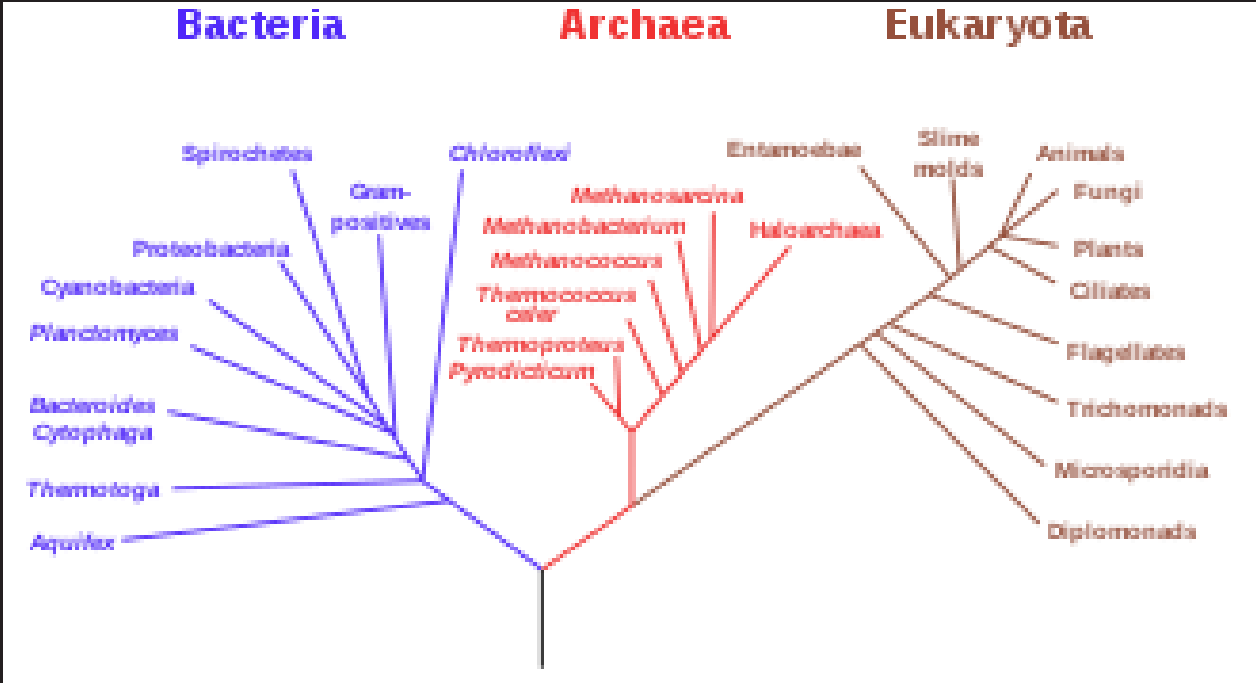 Bacteria
Archaea
Eukaryota
Spirochetes
Gram-
positives
Chloroflexi
Proteobacteria
Cyanobacteria
Planctomyces
Bacteroides
Cytophaga
Thermotoga
Aquifex
Methanosarcina
Methanobacterium
Haloarchaea
Methanococcus
Thermococcus
celer
Thermoproteus
Pyrodicticum
Entamoebae
Slime
molds
Animals
Fungi
Plants
Ciliates
Flagellates
Trichomonads
Microsporidia
Diplomonads